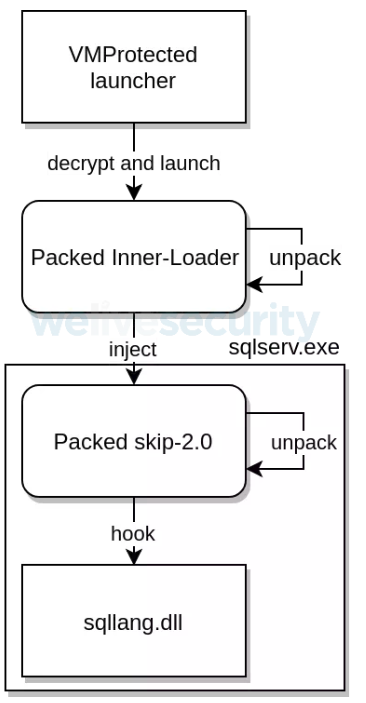 VMProtected
launcher
decrypt and launch
Packed Inner-Loader
unpack
welivesecurity
inject
sqlserv.exe
Packed skip-2.0
unpack
hook
sqllang.dll